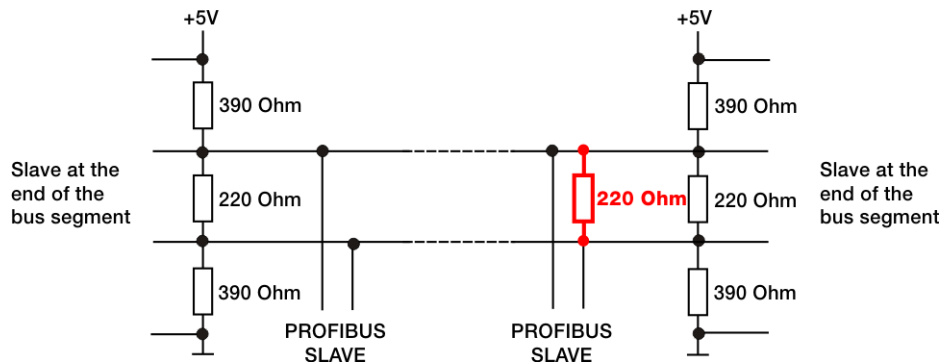 +5V
+5V
390 Ohm
390 Ohm
Slave at the
end of the
bus segment
220 Ohm
220 Ohm
220 Ohm
Slave at the
end of the
bus segment
390 Ohm
390 Ohm
PROFIBUS
SLAVE
PROFIBUS
SLAVE